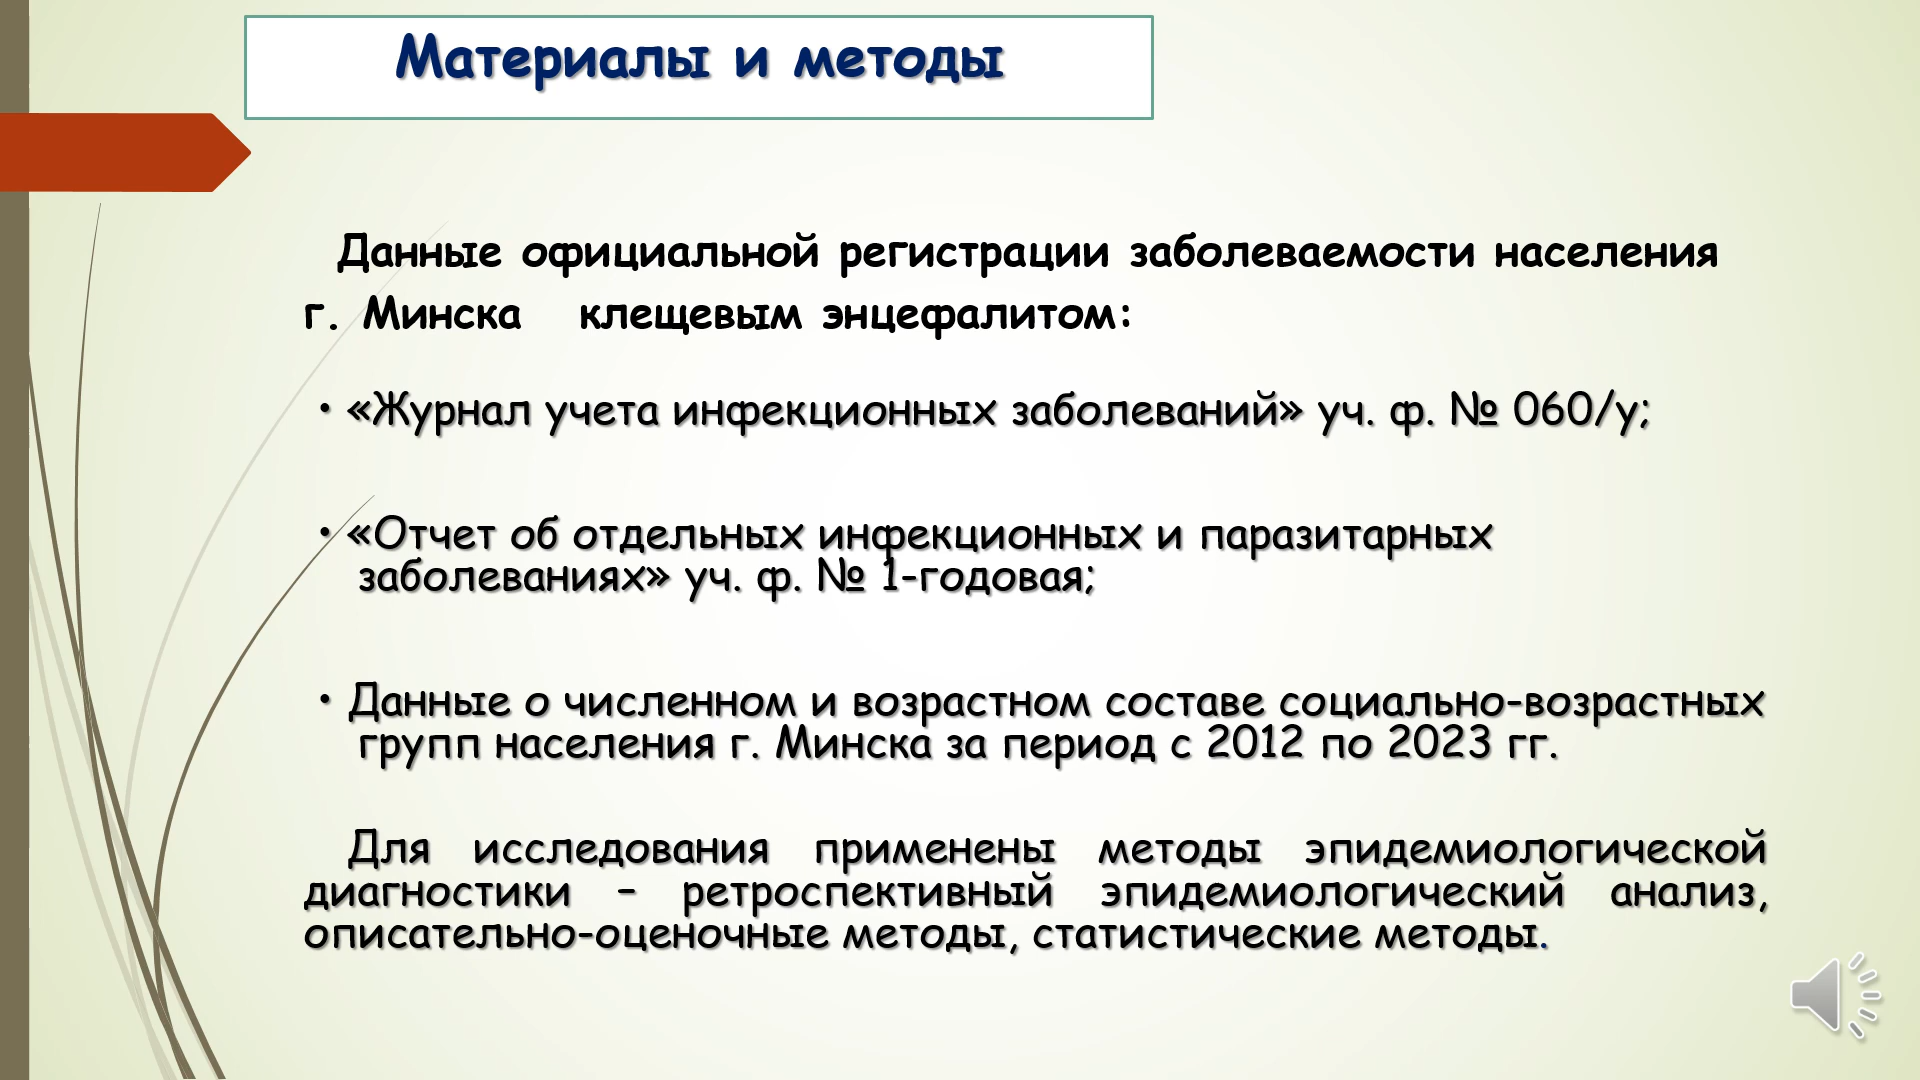 Материалы и методы
Данные официальной регистрации заболеваемости населения
г. Минска клещевым энцефалитом:
• «Журнал учета инфекционных заболеваний» уч. ф. № 060/у;
• «Отчет об отдельных инфекционных и паразитарных
заболеваниях» уч. ф. № 1-годовая;
• Данные о численном и возрастном составе социально-возрастных
групп населения г. Минска за период с 2012 по 2023 гг.
Для исследования применены методы эпидемиологической
диагностики – ретроспективный эпидемиологический анализ,
описательно-оценочные методы, статистические методы.